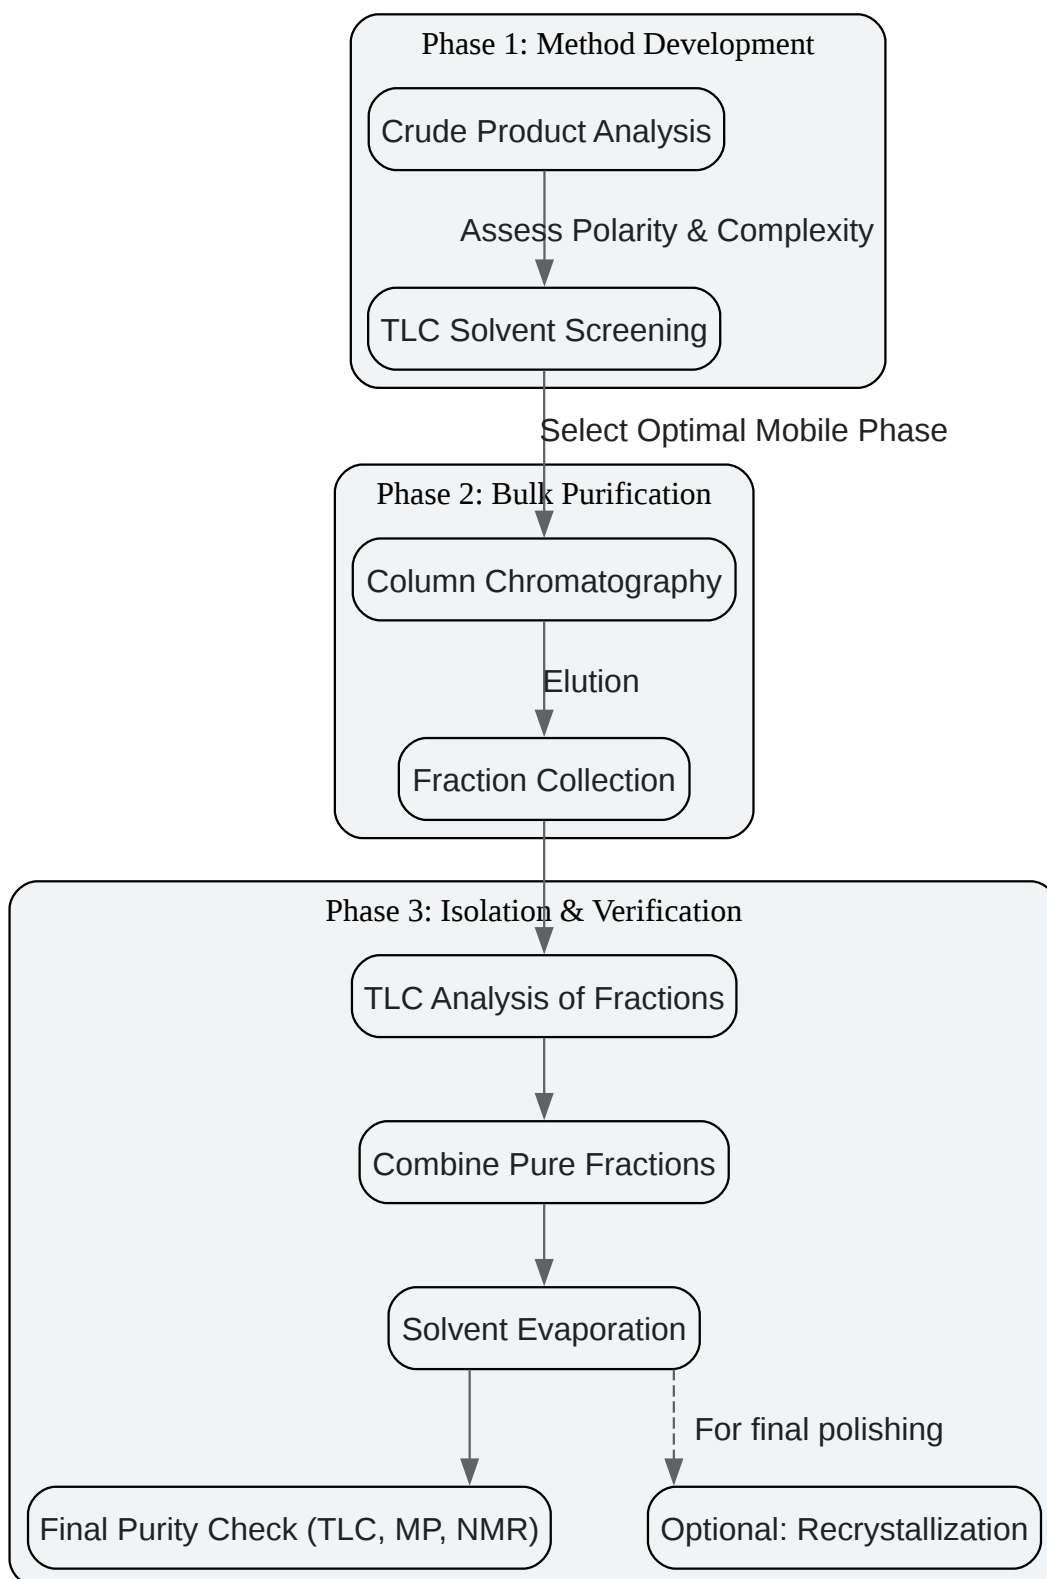 Phase 1: Method Development
Crude Product Analysis
Assess Polarity & Complexity
TLC Solvent Screening
Select Optimal Mobile Phase
Phase 2: Bulk Purification
Column Chromatography
Elution
Fraction Collection
Phase 3: Isolation & Verification
TLC Analysis of Fractions
Combine Pure Fractions
Solvent Evaporation
For final polishing
Final Purity Check (TLC, MP, NMR)
Optional: Recrystallization